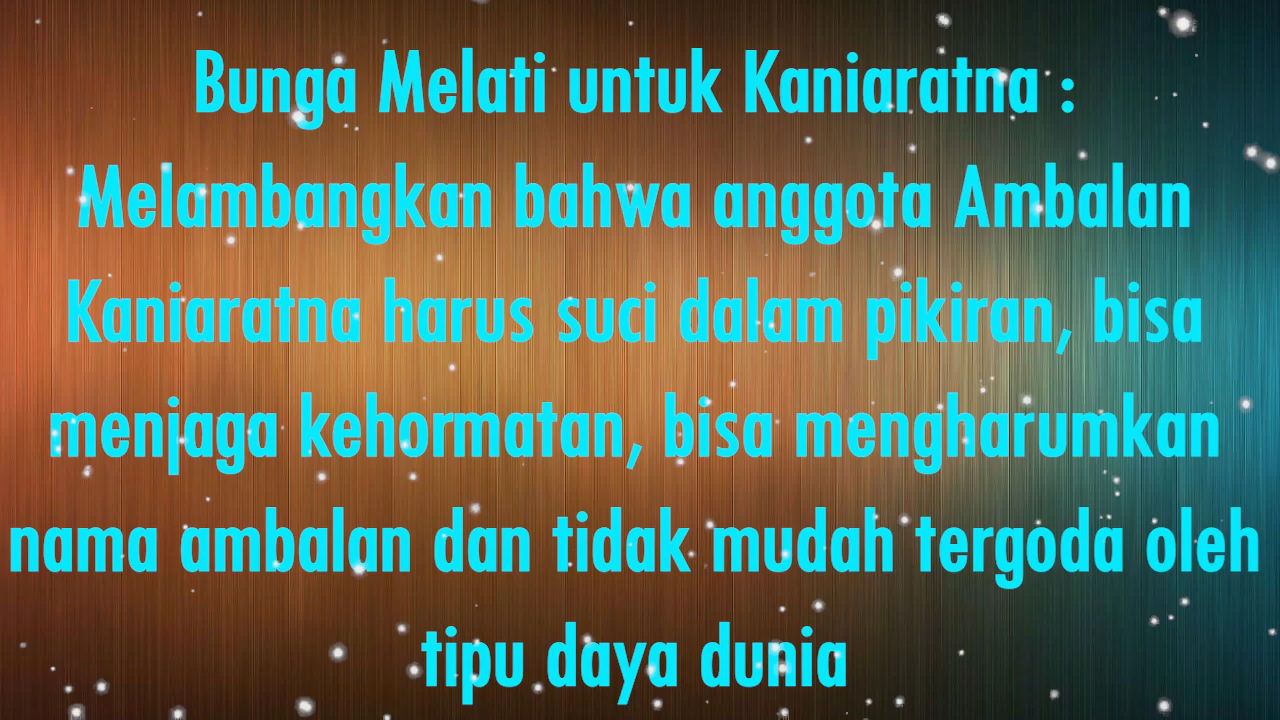 Bunga Melati untuk Kaniaratna :
Melambangkan bahwa anggota Ambalan
Kaniaratna harus suci dalam pikiran, bisa
menjaga kehormatan, bisa mengharumkan
nama ambalan dan tidak mudah tergoda oleh
tipu daya dunia